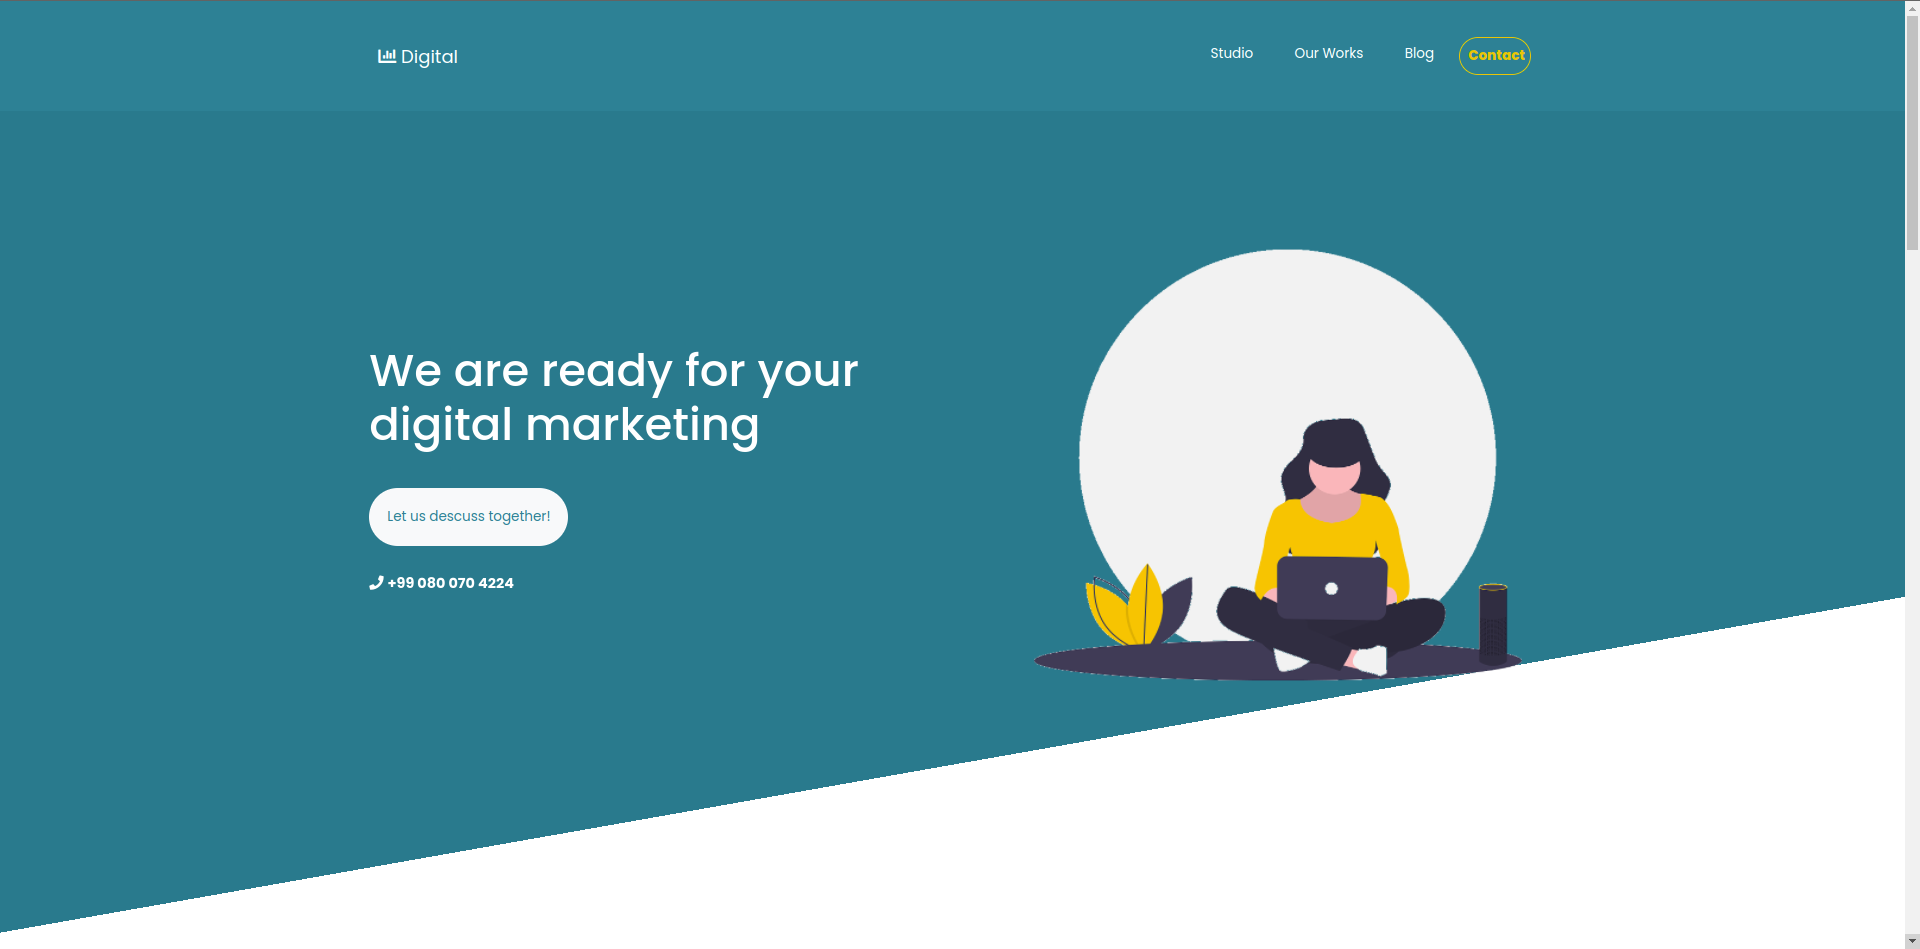 Digital
Studio
Our Works
Blog
Contact
We are ready for your
digital marketing
Let us descuss together!
+99 080 070 4224